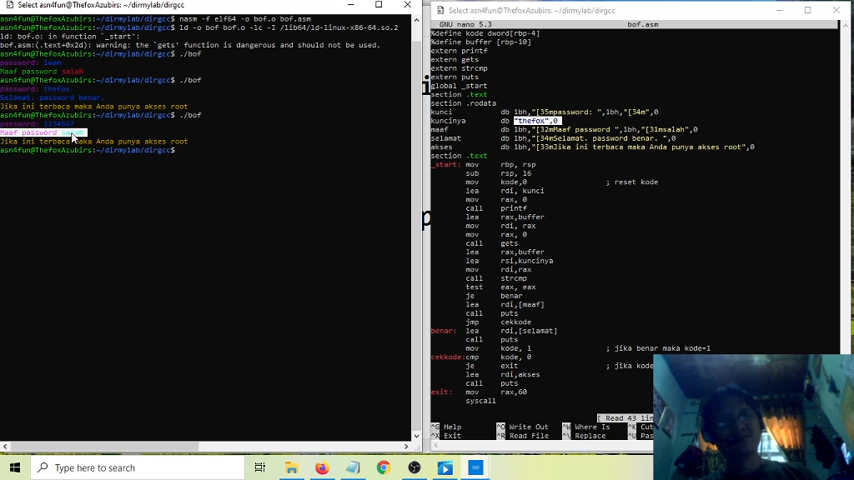 Select asn4fun@ThefoxAzubirs: ~/dirmylab/dirgcc
asn4fun@ThefoxAzubirs:~/dirmylab/dirgcc$ nasm -f elf64 -o bof.o bof.asm
asn4fun@ThefoxAzubirs:~/dirmylab/dirgcc$ ld -o bof bof.o -lc -I /lib64/ld-linux-x86-64.so.2
ld: bof.o: in function `_start':
bof.asm:(.text+0x2d): warning: the `gets' function is dangerous and should not be used.
asn4fun@ThefoxAzubirs:~/dirmylab/dirgcc$ ./bof
password: iwan
Maaf password salah
asn4fun@ThefoxAzubirs:~/dirmylab/dirgcc$ ./bof
password: thefox
Selamat. password benar.
Jika ini terbaca maka Anda punya akses root
asn4fun@ThefoxAzubirs:~/dirmylab/dirgcc$ ./bof
password: 1234567
Maaf password salah
Jika ini terbaca maka Anda punya akses root
asn4fun@ThefoxAzubirs:~/dirmylab/dirgcc$
Select asn4fun@ThefoxAzubirs: ~/dirmylab/dirgcc
GNU nano 5.3 bof.asm
%define kode dword[rbp-4]
%define buffer [rbp-10]
extern printf
extern gets
extern strcmp
extern puts
global _start
section .text
section .rodata
kunci db 1bh,"[35mpassword: ",1bh,"[34m",0
kuncinya "thefox",0
maaf db 1bh,"[32mMaaf password ",1bh,"[31msalah",0
selamat db 1bh,"[34mSelamat. password benar. ",0
akses db 1bh,"[33mJika ini terbaca maka Anda punya akses root",0
section .text
_start: mov rbp, rsp
sub rsp, 16
mov kode,0 ; reset kode
lea rdi, kunci
mov rax, 0
call printf
lea rax,buffer
mov rdi, rax
mov rax, 0
call gets
lea rax,buffer
lea rsi,kuncinya
mov rdi,rax
call strcmp
test eax, eax
je benar
lea rdi,[maaf]
call puts
jmp cekkode
benar: lea rdi,[selamat]
call puts
mov kode, 1 ; jika benar maka kode=1
cekkode:cmp kode, 0
je exit ; jika kod
lea rdi,akses
call puts
exit: mov rax,60
syscall
[ Read 43 lin
^G Help ^O Write Out ^W Where Is ^K Cut
^X Exit ^R Read File ^\ Replace ^U Pas
Type here to search